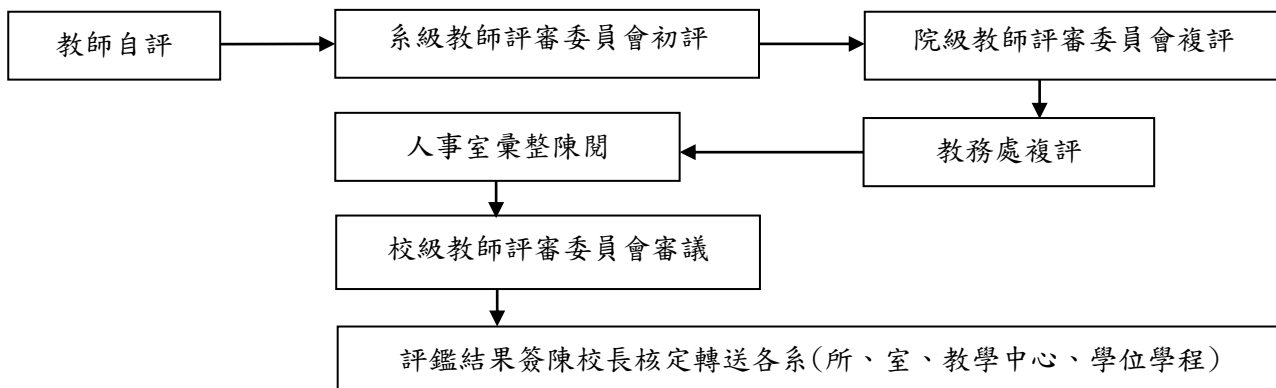 教師自評
系級教師評審委員會初評
院級教師評審委員會複評
教務處複評
人事室彙整陳閱
校級教師評審委員會審議
評鑑結果簽陳校長核定轉送各系(所、室、教學中心、學位學程)